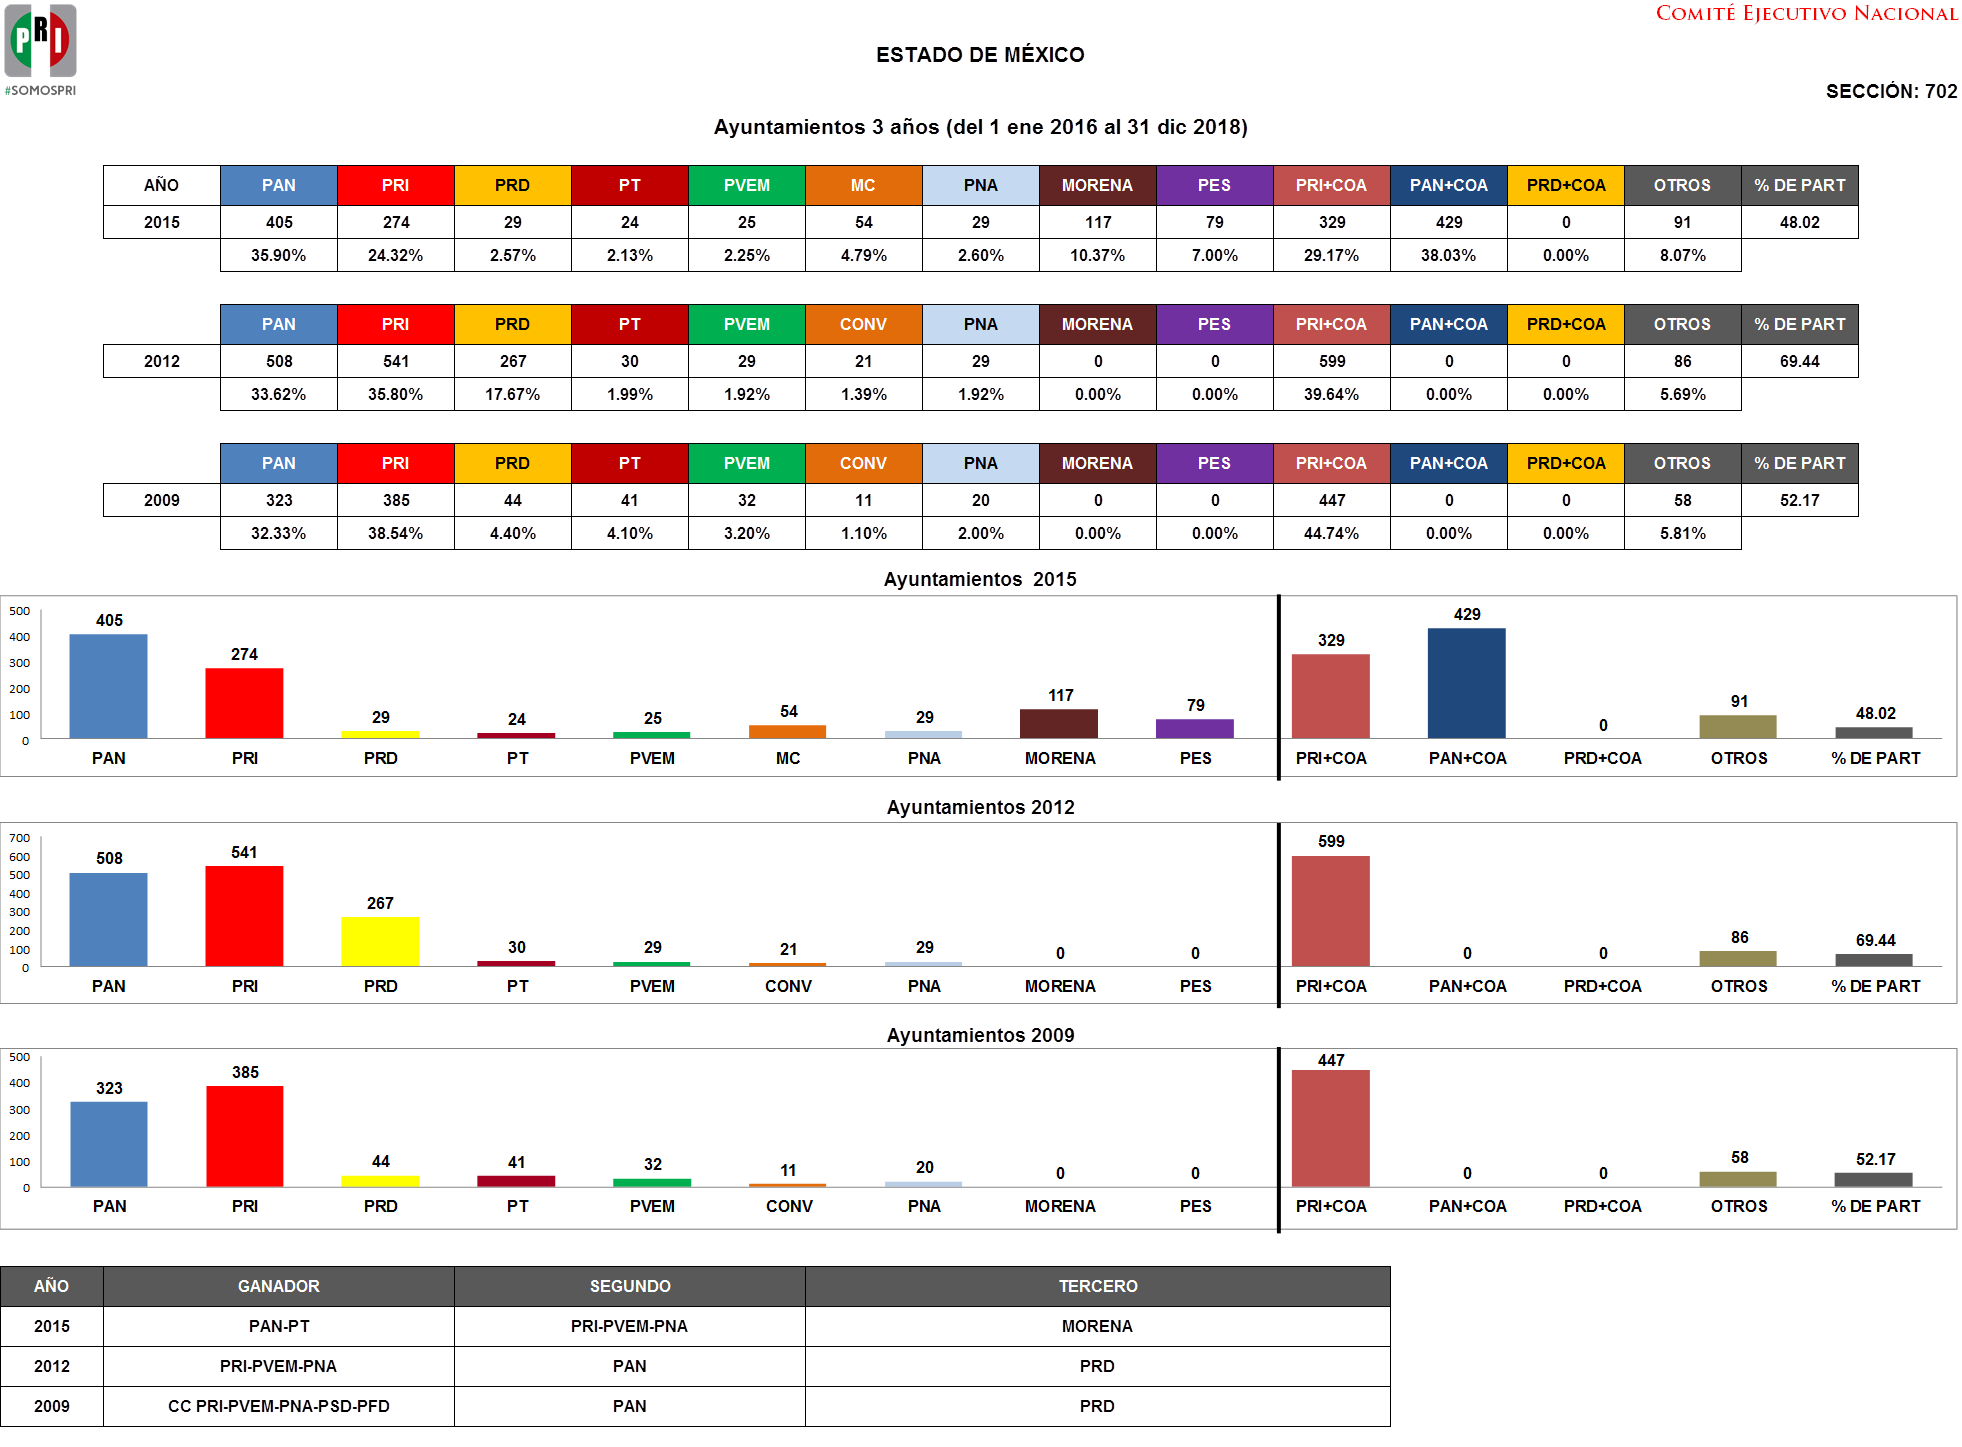 PRI
#SOMOSPRI
COMITÉ EJECUTIVO NACIONAL
ESTADO DE MÉXICO
SECCIÓN: 702
Ayuntamientos 3 años (del 1 ene 2016 al 31 dic 2018)
AÑO PAN PRI PRD PT PVEM MC PNA MORENA PES PRI+COA PAN+COA PRD+COA OTROS % DE PART
2015 405 274 29 24 25 54 29 117 79 329 429 0 91 48.02
35.90% 24.32% 2.57% 2.13% 2.25% 4.79% 2.60% 10.37% 7.00% 29.17% 38.03% 0.00% 8.07%
PAN PRI PRD PT PVEM CONV PNA MORENA PES PRI+COA PAN+COA PRD+COA OTROS % DE PART
2012 508 541 267 30 29 21 29 0 0 599 0 0 86 69.44
33.62% 35.80% 17.67% 1.99% 1.92% 1.39% 1.92% 0.00% 0.00% 39.64% 0.00% 0.00% 5.69%
PAN PRI PRD PT PVEM CONV PNA MORENA PES PRI+COA PAN+COA PRD+COA OTROS % DE PART
2009 323 385 44 41 32 11 20 0 0 447 0 0 58 52.17
32.33% 38.54% 4.40% 4.10% 3.20% 1.10% 2.00% 0.00% 0.00% 44.74% 0.00% 0.00% 5.81%
Ayuntamientos  2015
500
400
300
200
100
0
405 274 29 24 25 54 29 117 79 329 429 0 91 48.02
PAN PRI PRD PT PVEM MC PNA MORENA PES PRI+COA PAN+COA PRD+COA OTROS % DE PART
Ayuntamientos 2012
700
600
500
400
300
200
100
0
508 541 267 30 29 21 29 0 0 599 0 0 86 69.44
PAN PRI PRD PT PVEM CONV PNA MORENA PES PRI+COA PAN+COA PRD+COA OTROS % DE PART
Ayuntamientos 2009
500
400
300
200
100
0
323 385 44 41 32 11 20 0 0 447 0 0 58 52.17
PAN PRI PRD PT PVEM CONV PNA MORENA PES PRI+COA PAN+COA PRD+COA OTROS % DE PART
AÑO GANADOR SEGUNDO TERCERO
2015 PAN-PT PRI-PVEM-PNA MORENA
2012 PRI-PVEM-PNA PAN PRD
2009 CC PRI-PVEM-PNA-PSD-PFD PAN PRD